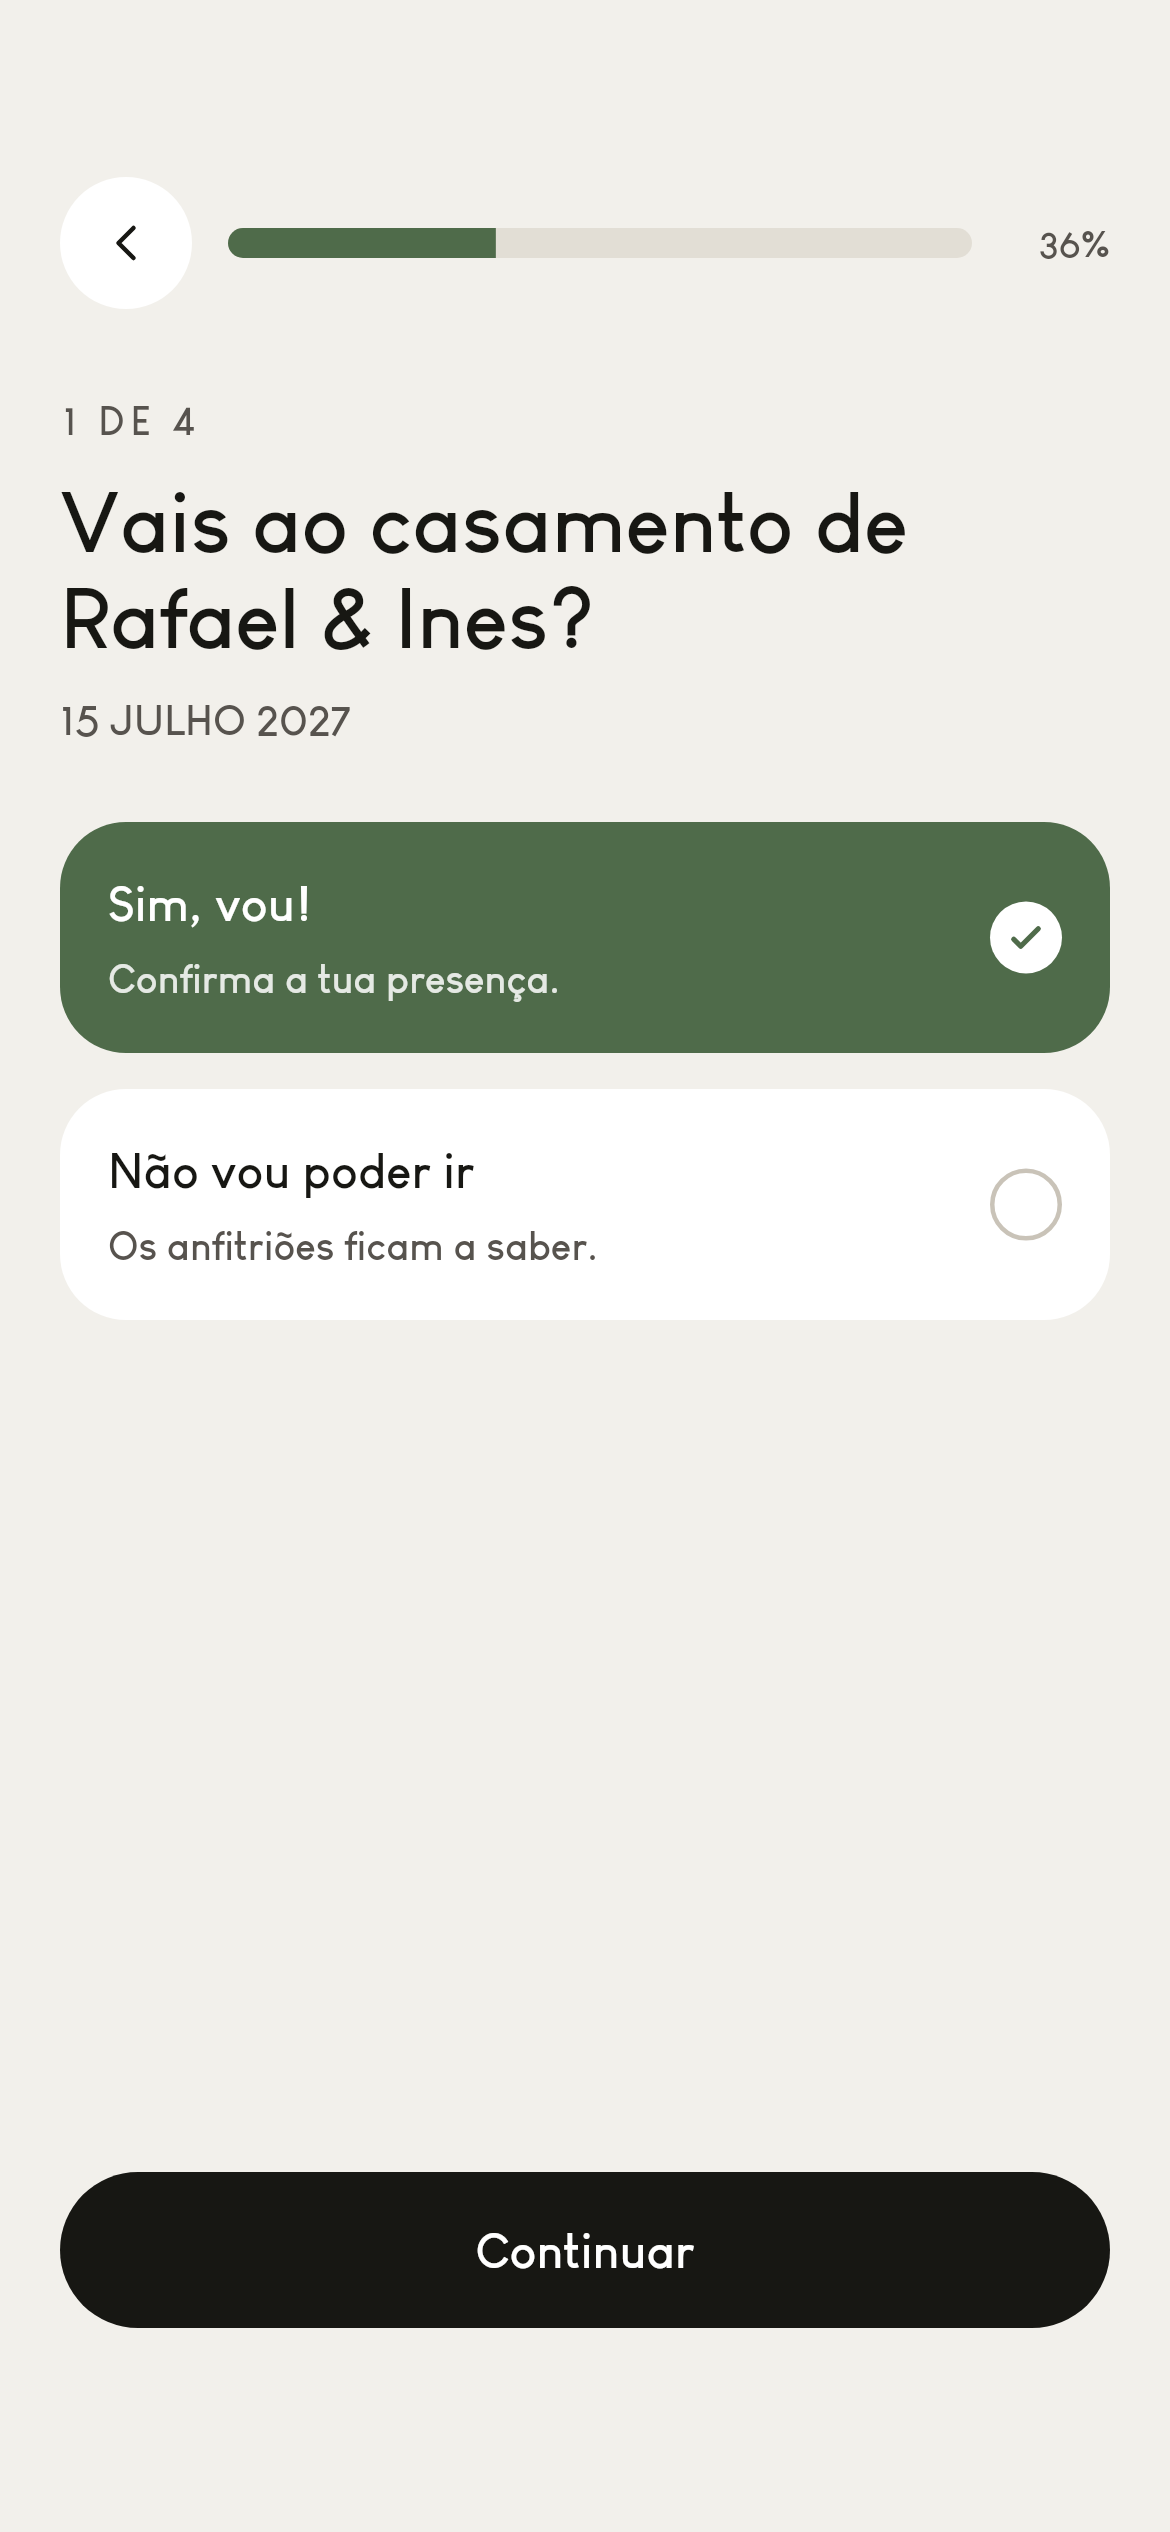 36%
1 DE 4
Vais ao casamento de
Rafael & Ines?
15 JULHO 2027
Sim, vou!
Confirma a tua presença.
Não vou poder ir
Os anfitriões ficam a saber.
Continuar